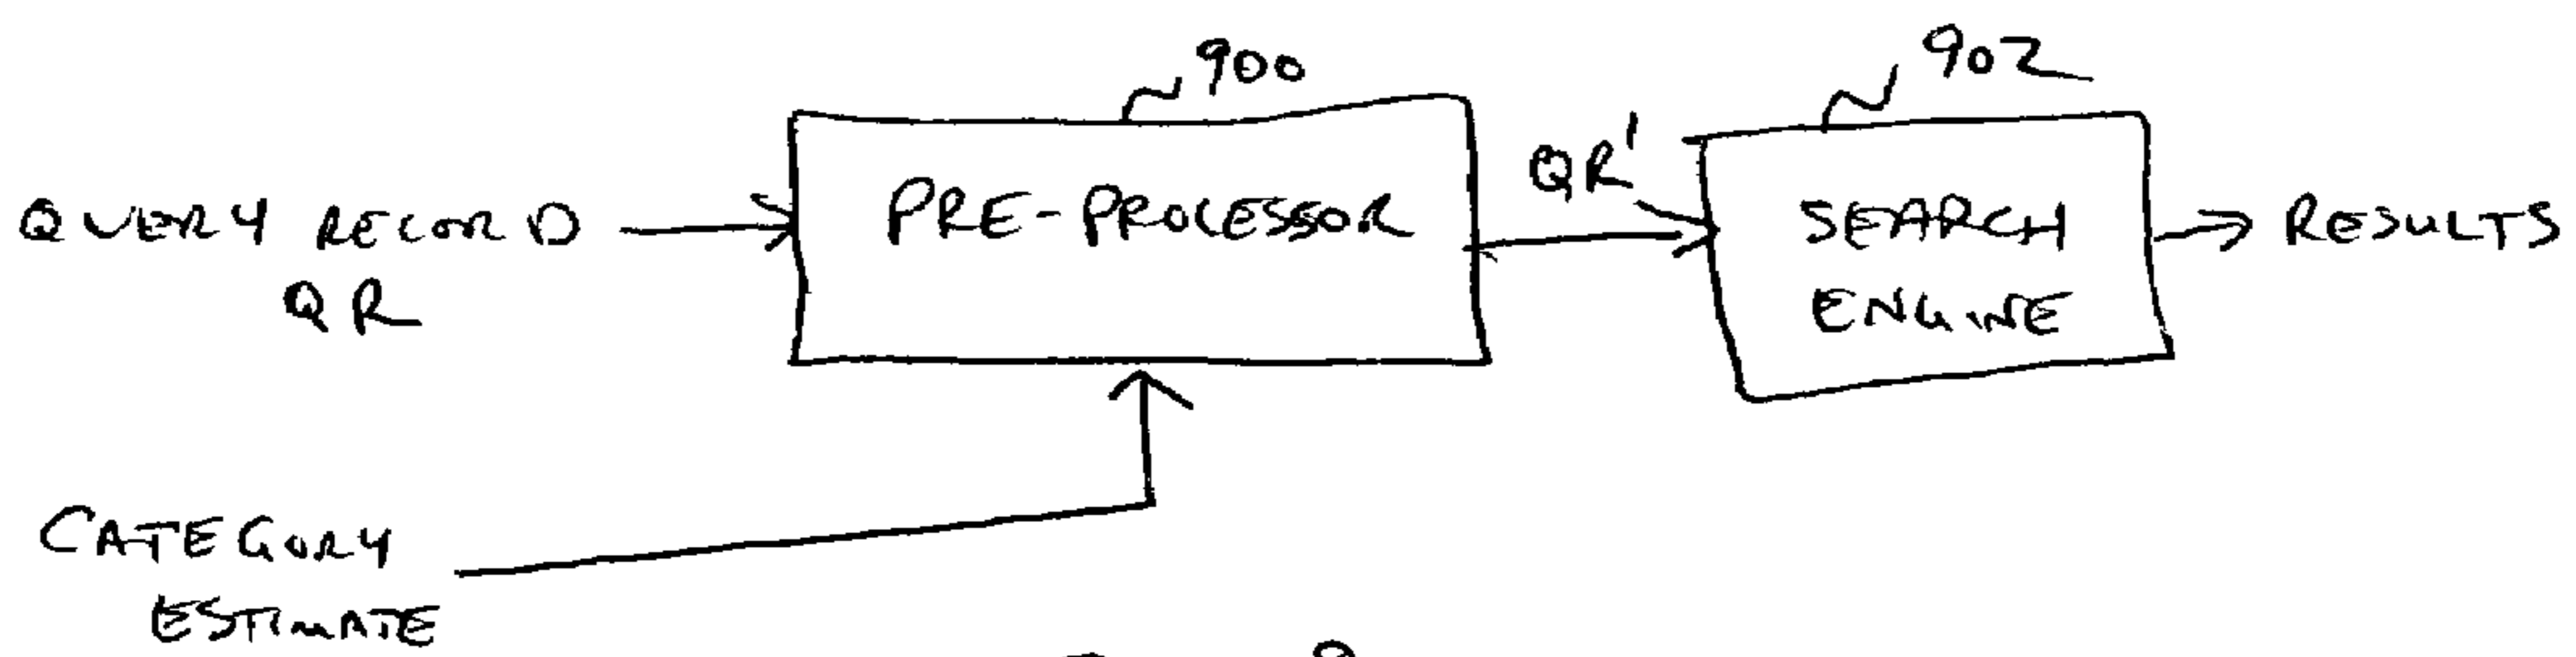 900
902
QUERY RECORD
QR
PRE-PROCESSOR
QR'
SEARCH
ENGINE
RESULTS
CATEGORY
ESTIMATE